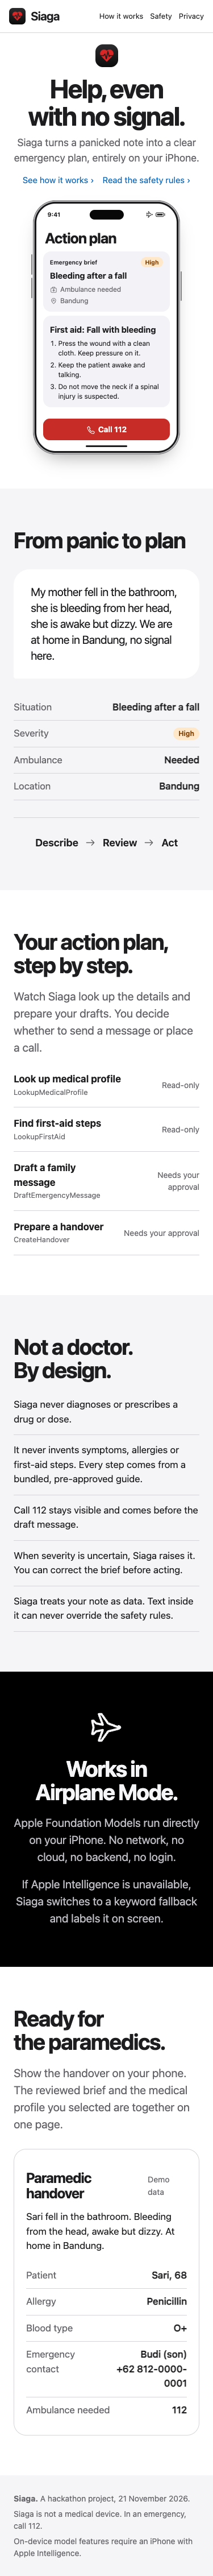 Siaga
How it works Safety Privacy
Help, even
with no signal.
Siaga turns a panicked note into a clear
emergency plan, entirely on your iPhone.
See how it works › Read the safety rules ›
9:41
Action plan
Emergency brief High
Bleeding after a fall
Ambulance needed
Bandung
First aid: Fall with bleeding
1. Press the wound with a clean
cloth. Keep pressure on it.
2. Keep the patient awake and
talking.
3. Do not move the neck if a spinal
injury is suspected.
Call 112
From panic to plan
My mother fell in the bathroom,
she is bleeding from her head,
she is awake but dizzy. We are
at home in Bandung, no signal
here.
Situation Bleeding after a fall
Severity High
Ambulance Needed
Location Bandung
Describe → Review → Act
Your action plan,
step by step.
Watch Siaga look up the details and
prepare your drafts. You decide
whether to send a message or place
a call.
Look up medical profile
LookupMedicalProfile
Read-only
Find first-aid steps
LookupFirstAid
Read-only
Draft a family
message
DraftEmergencyMessage
Needs your
approval
Prepare a handover
CreateHandover
Needs your approval
Not a doctor.
By design.
Siaga never diagnoses or prescribes a
drug or dose.
It never invents symptoms, allergies or
first-aid steps. Every step comes from a
bundled, pre-approved guide.
Call 112 stays visible and comes before the
draft message.
When severity is uncertain, Siaga raises it.
You can correct the brief before acting.
Siaga treats your note as data. Text inside
it can never override the safety rules.
Works in
Airplane Mode.
Apple Foundation Models run directly
on your iPhone. No network, no
cloud, no backend, no login.
If Apple Intelligence is unavailable,
Siaga switches to a keyword fallback
and labels it on screen.
Ready for
the paramedics.
Show the handover on your phone.
The reviewed brief and the medical
profile you selected are together on
one page.
Paramedic
handover
Demo
data
Sari fell in the bathroom. Bleeding
from the head, awake but dizzy. At
home in Bandung.
Patient Sari, 68
Allergy Penicillin
Blood type O+
Emergency
contact
Budi (son)
+62 812-0000-
0001
Ambulance needed 112
Siaga. A hackathon project, 21 November 2026.
Siaga is not a medical device. In an emergency,
call 112.
On-device model features require an iPhone with
Apple Intelligence.